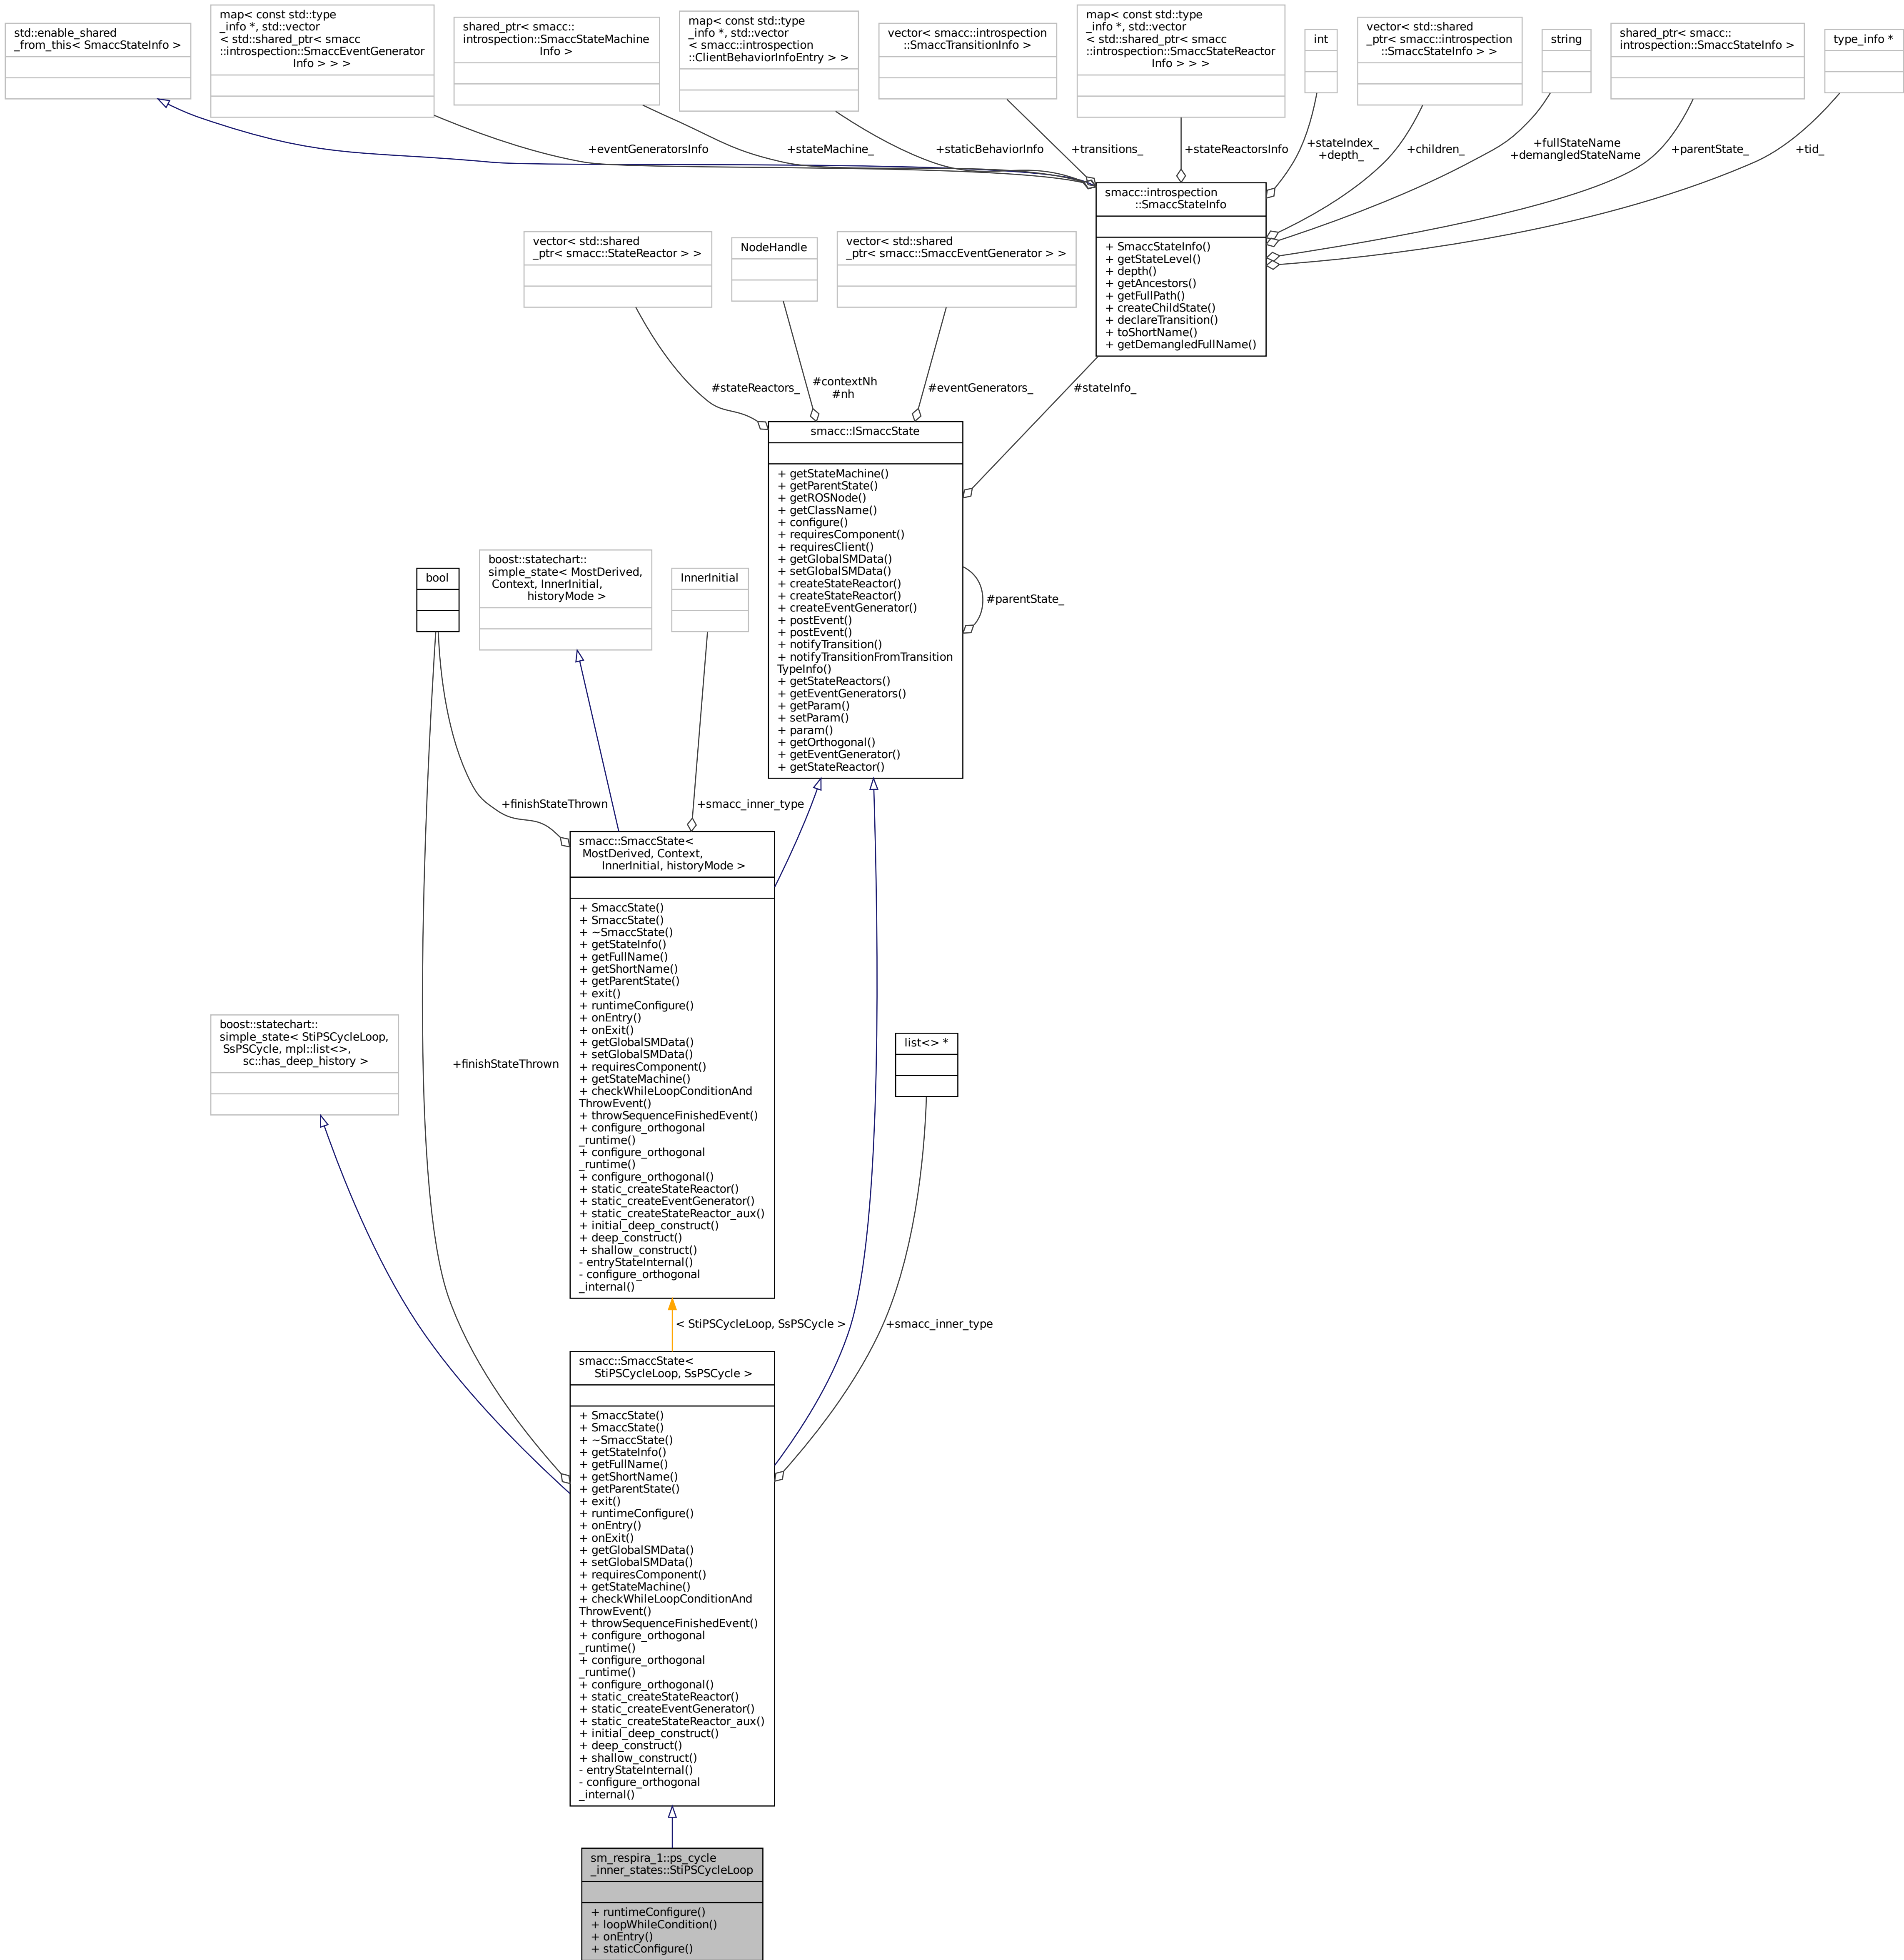 std::enable_shared
_from_this< SmaccStateInfo >
map< const std::type
_info *, std::vector
< std::shared_ptr< smacc
::introspection::SmaccEventGenerator
Info > > >
shared_ptr< smacc::
introspection::SmaccStateMachine
Info >
map< const std::type
_info *, std::vector
< smacc::introspection
::ClientBehaviorInfoEntry > >
vector< smacc::introspection
::SmaccTransitionInfo >
map< const std::type
_info *, std::vector
< std::shared_ptr< smacc
::introspection::SmaccStateReactor
Info > > >
int
vector< std::shared
_ptr< smacc::introspection
::SmaccStateInfo > >
string
shared_ptr< smacc::
introspection::SmaccStateInfo >
type_info *
+eventGeneratorsInfo
+stateMachine_
+staticBehaviorInfo
+transitions_
+stateReactorsInfo
+stateIndex_
+depth_
+children_
+fullStateName
+demangledStateName
+parentState_
+tid_
smacc::introspection
::SmaccStateInfo
+ SmaccStateInfo()
+ getStateLevel()
+ depth()
+ getAncestors()
+ getFullPath()
+ createChildState()
+ declareTransition()
+ toShortName()
+ getDemangledFullName()
vector< std::shared
_ptr< smacc::StateReactor > >
NodeHandle
vector< std::shared
_ptr< smacc::SmaccEventGenerator > >
#stateReactors_
#contextNh
#nh
#eventGenerators_
#stateInfo_
smacc::ISmaccState
+ getStateMachine()
+ getParentState()
+ getROSNode()
+ getClassName()
+ configure()
+ requiresComponent()
+ requiresClient()
+ getGlobalSMData()
+ setGlobalSMData()
+ createStateReactor()
+ createStateReactor()
+ createEventGenerator()
+ postEvent()
+ postEvent()
+ notifyTransition()
+ notifyTransitionFromTransition
TypeInfo()
+ getStateReactors()
+ getEventGenerators()
+ getParam()
+ setParam()
+ param()
+ getOrthogonal()
+ getEventGenerator()
+ getStateReactor()
#parentState_
bool
boost::statechart::
simple_state< MostDerived,
Context, InnerInitial,
historyMode >
InnerInitial
+finishStateThrown
+smacc_inner_type
smacc::SmaccState<
MostDerived, Context,
InnerInitial, historyMode >
+ SmaccState()
+ SmaccState()
+ ~SmaccState()
+ getStateInfo()
+ getFullName()
+ getShortName()
+ getParentState()
+ exit()
+ runtimeConfigure()
+ onEntry()
+ onExit()
+ getGlobalSMData()
+ setGlobalSMData()
+ requiresComponent()
+ getStateMachine()
+ checkWhileLoopConditionAnd
ThrowEvent()
+ throwSequenceFinishedEvent()
+ configure_orthogonal
_runtime()
+ configure_orthogonal
_runtime()
+ configure_orthogonal()
+ static_createStateReactor()
+ static_createEventGenerator()
+ static_createStateReactor_aux()
+ initial_deep_construct()
+ deep_construct()
+ shallow_construct()
- entryStateInternal()
- configure_orthogonal
_internal()
boost::statechart::
simple_state< StiPSCycleLoop,
SsPSCycle, mpl::list<>,
sc::has_deep_history >
+finishStateThrown
list<> *
< StiPSCycleLoop, SsPSCycle >
+smacc_inner_type
smacc::SmaccState<
StiPSCycleLoop, SsPSCycle >
+ SmaccState()
+ SmaccState()
+ ~SmaccState()
+ getStateInfo()
+ getFullName()
+ getShortName()
+ getParentState()
+ exit()
+ runtimeConfigure()
+ onEntry()
+ onExit()
+ getGlobalSMData()
+ setGlobalSMData()
+ requiresComponent()
+ getStateMachine()
+ checkWhileLoopConditionAnd
ThrowEvent()
+ throwSequenceFinishedEvent()
+ configure_orthogonal
_runtime()
+ configure_orthogonal
_runtime()
+ configure_orthogonal()
+ static_createStateReactor()
+ static_createEventGenerator()
+ static_createStateReactor_aux()
+ initial_deep_construct()
+ deep_construct()
+ shallow_construct()
- entryStateInternal()
- configure_orthogonal
_internal()
sm_respira_1::ps_cycle
_inner_states::StiPSCycleLoop
+ runtimeConfigure()
+ loopWhileCondition()
+ onEntry()
+ staticConfigure()